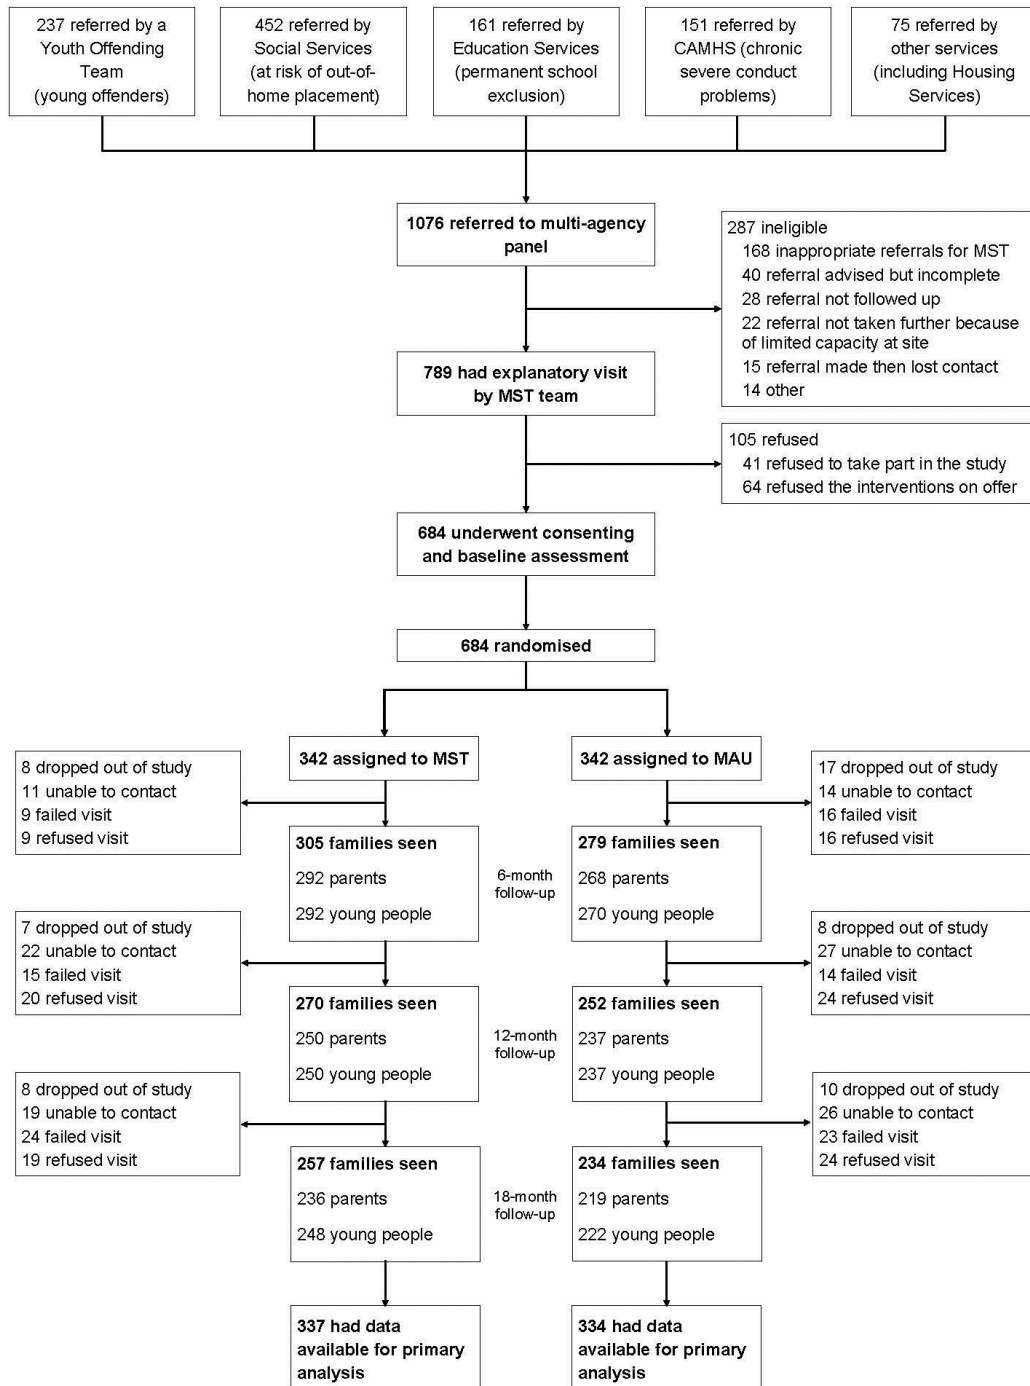 237 referred by a
Youth Offending
Team
(young offenders)
452 referred by
Social Services
(at risk of out-of-
home placement)
161 referred by
Education Services
(permanent school
exclusion)
151 referred by
CAMHS (chronic
severe conduct
problems)
75 referred by
other services
(including Housing
Services)
1076 referred to multi-agency
panel
287 ineligible
168 inappropriate referrals for MST
40 referral advised but incomplete
28 referral not followed up
22 referral not taken further because
of limited capacity at site
15 referral made then lost contact
14 other
789 had explanatory visit
by MST team
105 refused
41 refused to take part in the study
64 refused the interventions on offer
684 underwent consenting
and baseline assessment
684 randomised
342 assigned to MST
342 assigned to MAU
8 dropped out of study
11 unable to contact
9 failed visit
9 refused visit
17 dropped out of study
14 unable to contact
16 failed visit
16 refused visit
305 families seen
292 parents
292 young people
6-month
follow-up
279 families seen
268 parents
270 young people
7 dropped out of study
22 unable to contact
15 failed visit
20 refused visit
8 dropped out of study
27 unable to contact
14 failed visit
24 refused visit
270 families seen
250 parents
250 young people
12-month
follow-up
252 families seen
237 parents
237 young people
8 dropped out of study
19 unable to contact
24 failed visit
19 refused visit
10 dropped out of study
26 unable to contact
23 failed visit
24 refused visit
257 families seen
236 parents
248 young people
18-month
follow-up
234 families seen
219 parents
222 young people
337 had data
available for primary
analysis
334 had data
available for primary
analysis